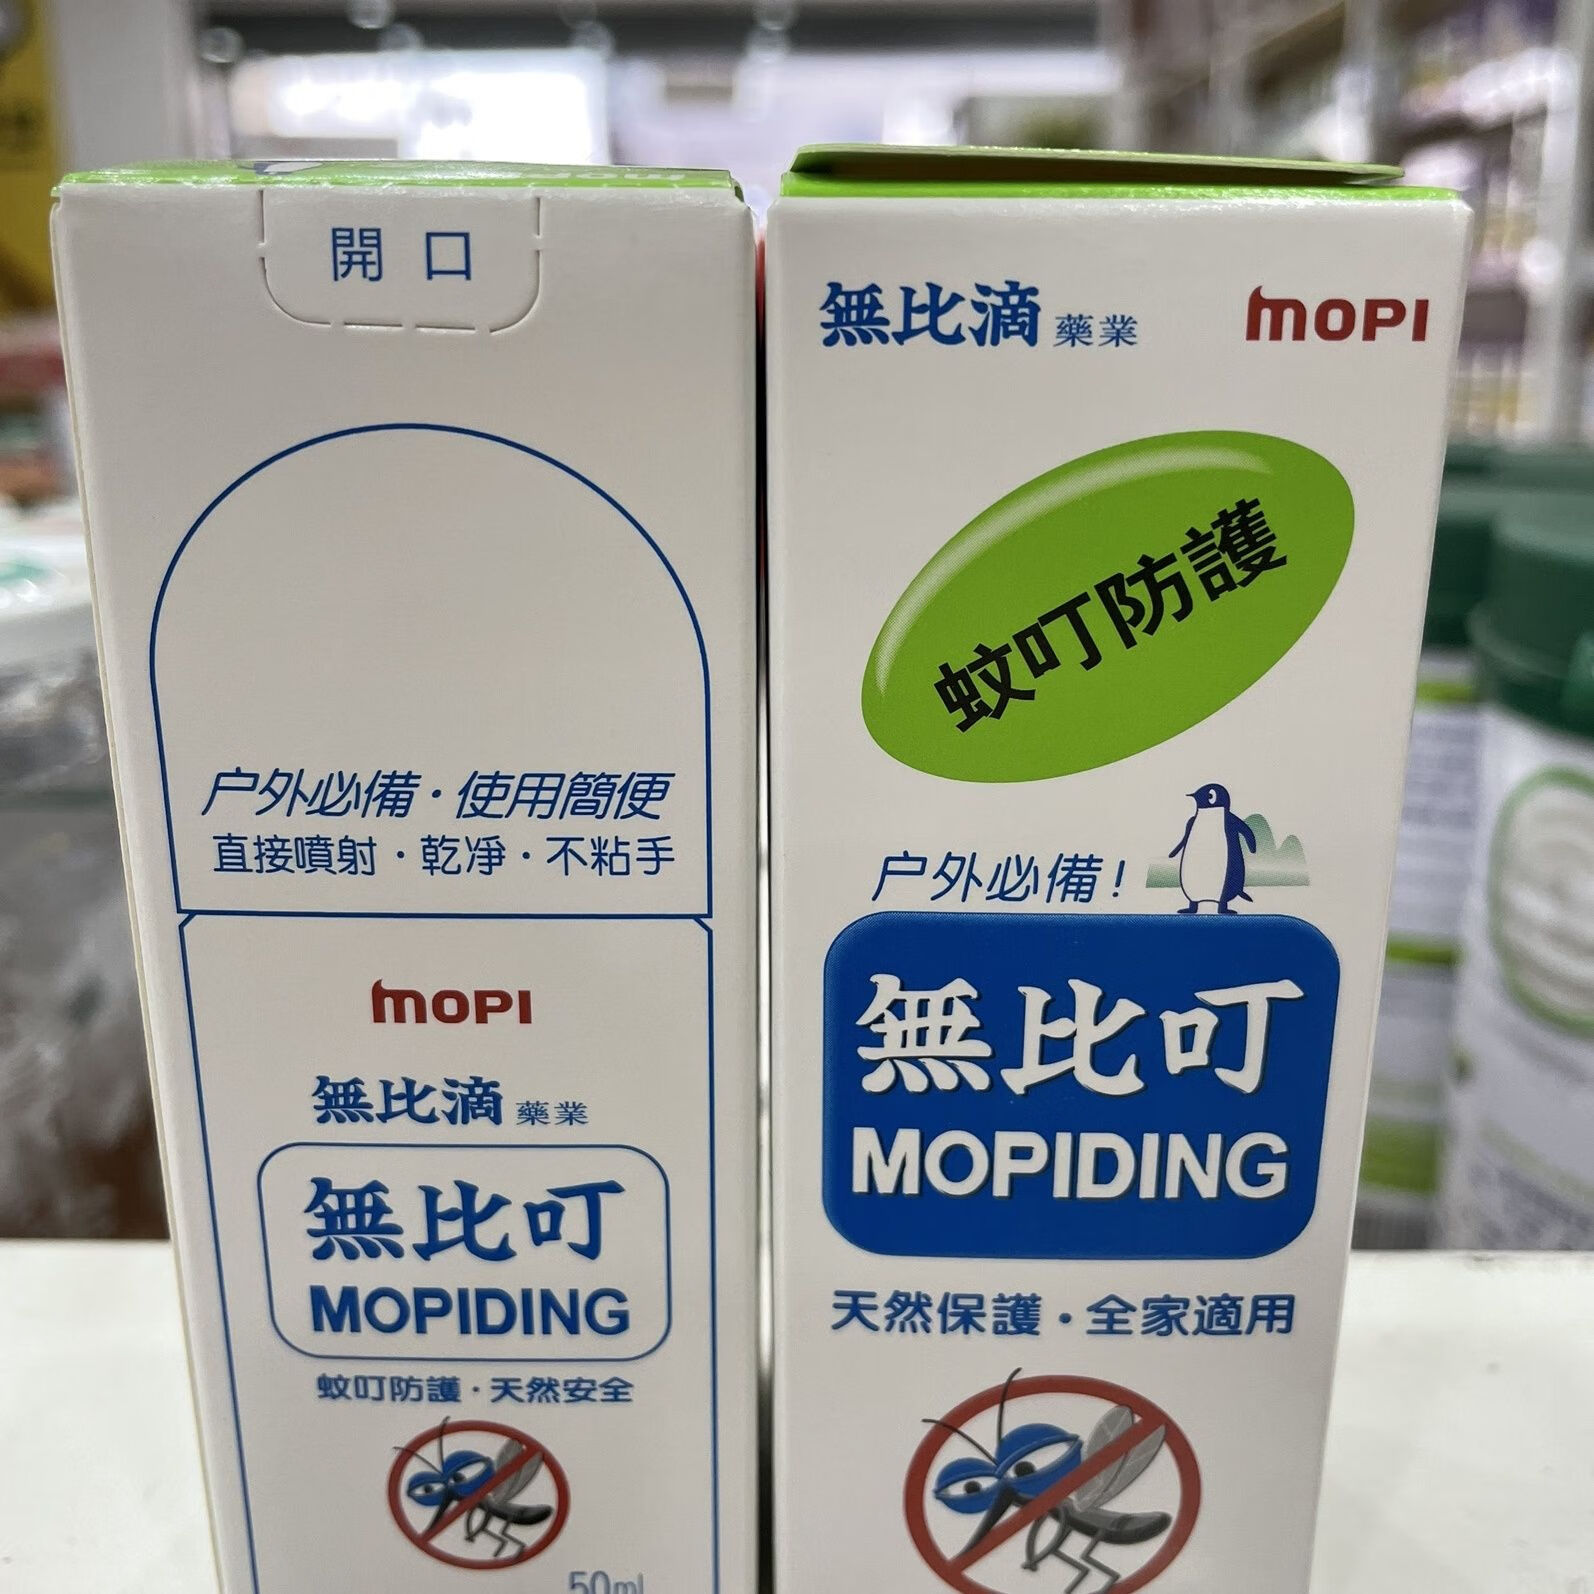 開口
户外必備・使用簡便
直接噴射・乾淨・不粘手
mopi
無比滴 藥業
無比叮
MOPIDING
蚊叮防護・天然安全
50ml
無比滴 藥業 mopi
蚊叮防護
户外必備!
無比叮
MOPIDING
天然保護・全家適用